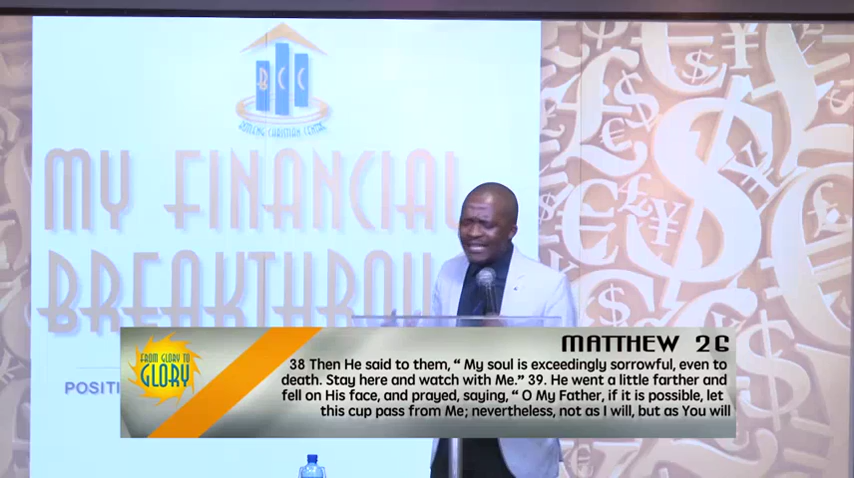 BCC
BOTLENG CHRISTIAN CENTRE
MY FINANCIAL
BREAKTHROU
POSITI
MATTHEW 26
FROM GLORY TO
GLORY
38 Then He said to them, “ My soul is exceedingly sorrowful, even to
death. Stay here and watch with Me.” 39. He went a little farther and
fell on His face, and prayed, saying, “ O My Father, if it is possible, let
this cup pass from Me; nevertheless, not as I will, but as You will